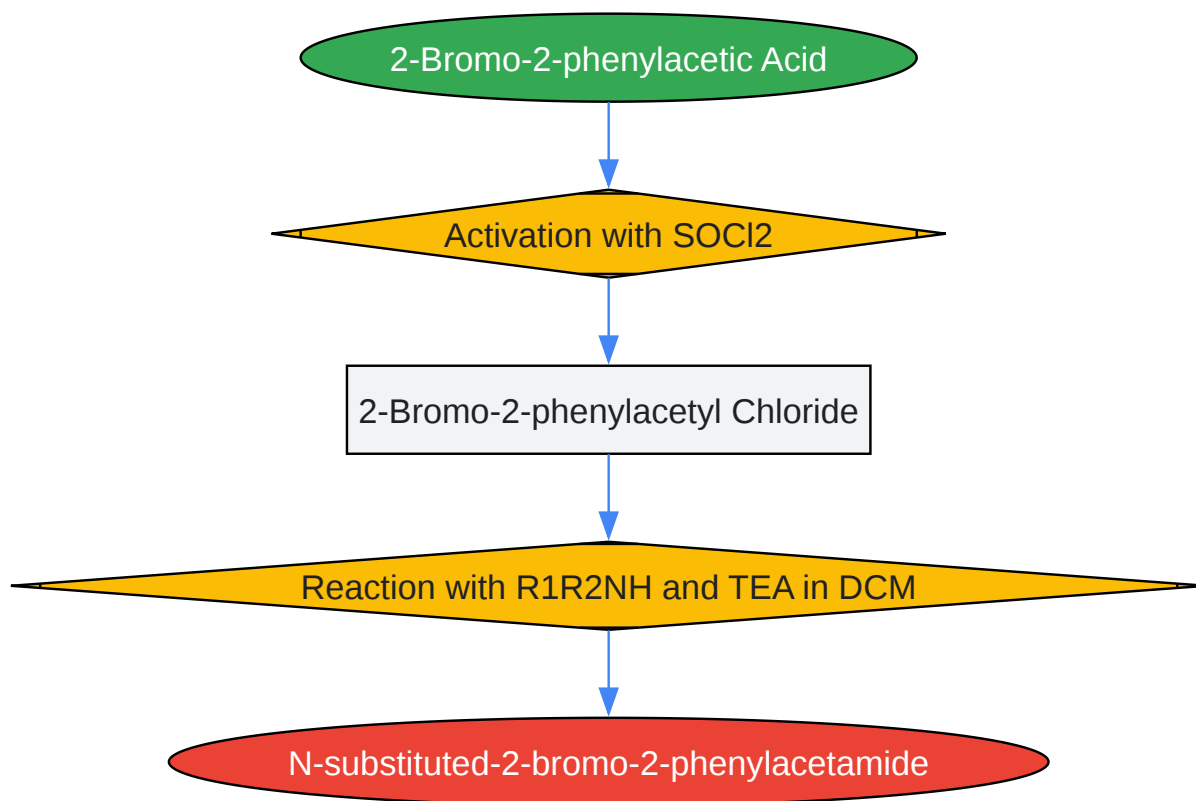 2-Bromo-2-phenylacetic Acid
Activation with SOCl2
2-Bromo-2-phenylacetyl Chloride
Reaction with R1R2NH and TEA in DCM
N-substituted-2-bromo-2-phenylacetamide